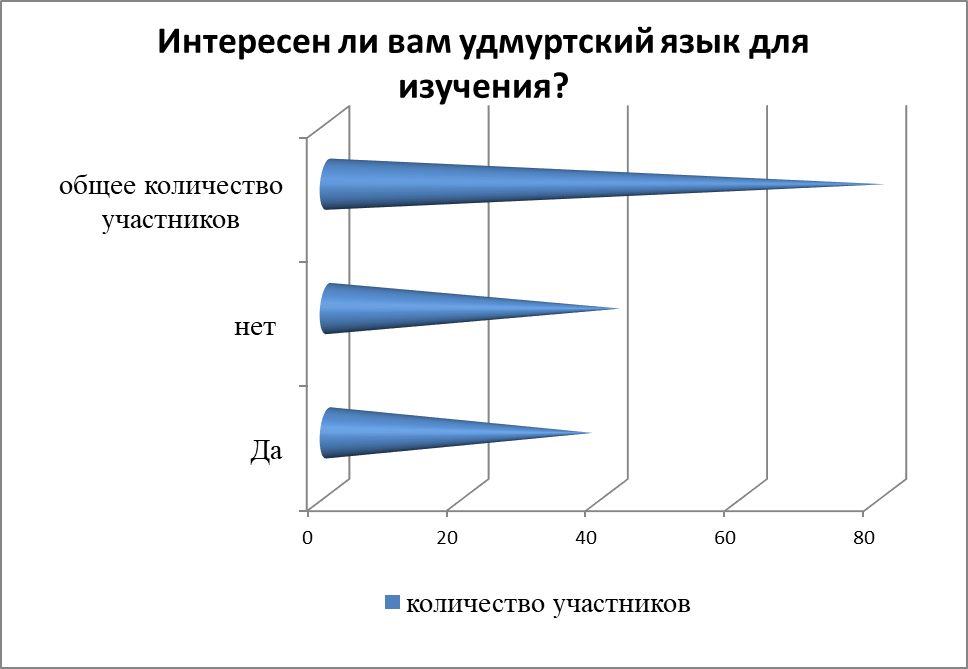 Интересен ли вам удмуртский язык для
изучения?
общее количество
участников
нет
Да
0 20 40 60 80
количество участников